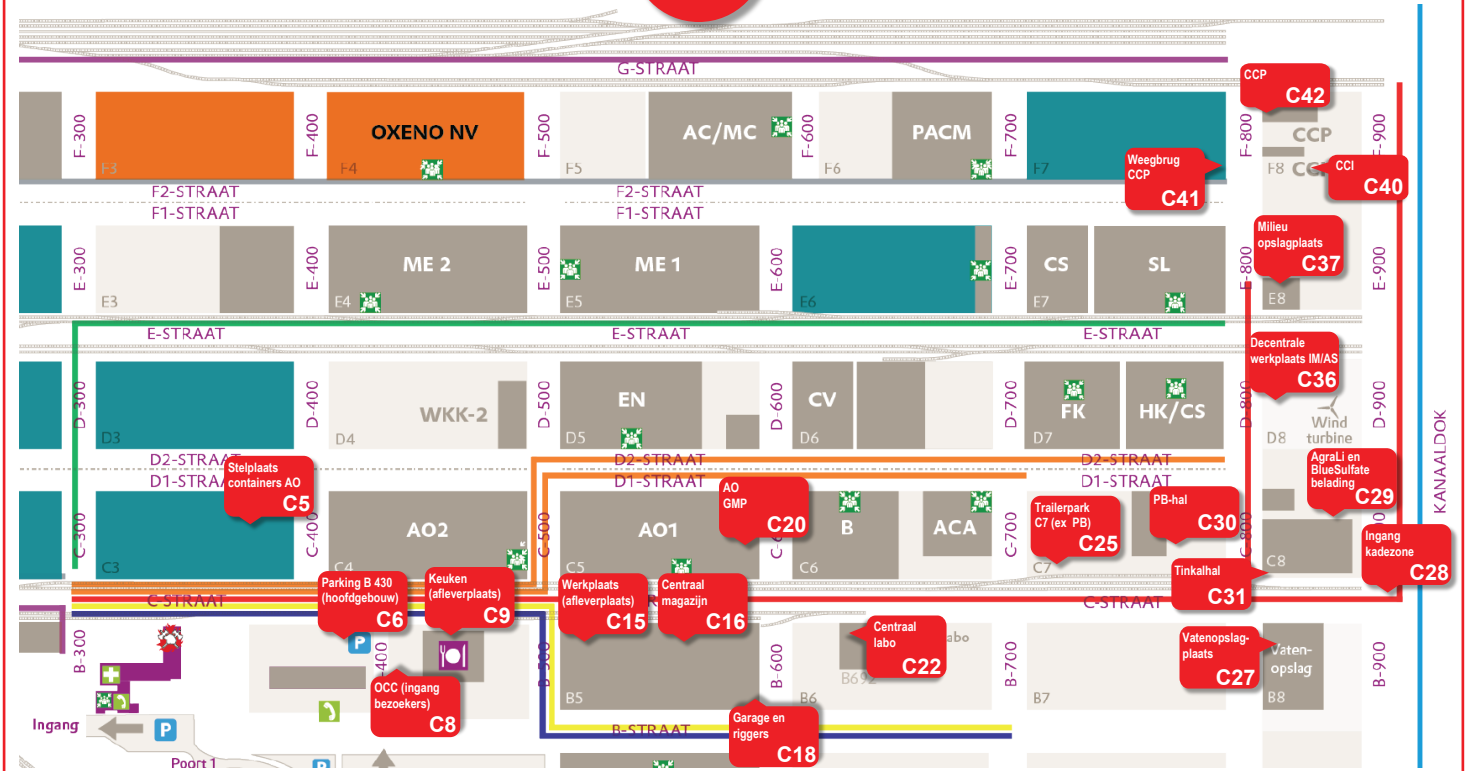 G-STRAAT
CCP
C42
F-300
F-400
F-500
F-600
F-700
F-800
F-900
OXENO NV
AC/MC
PACM
CCP
F3
F4
F5
F6
F7
F8
Weegbrug
CCP
C41
CCI
C40
F2-STRAAT
F2-STRAAT
F1-STRAAT
F1-STRAAT
Milieu
opslagplaats
C37
E-300
E-400
E-500
E-600
E-700
E-800
E-900
ME 2
ME 1
CS
SL
E3
E4
E5
E6
E7
E8
E-STRAAT
E-STRAAT
E-STRAAT
Decentrale
werkplaats IM/AS
C36
D-300
D-400
D-500
D-600
D-700
D-800
D-900
WKK-2
EN
CV
FK
HK/CS
Wind
turbine
D3
D4
D5
D6
D7
D8
KANAALDOK
D2-STRAAT
D2-STRAAT
D2-STRAAT
D1-STRAAT
D1-STRAAT
D1-STRAAT
Stelplaats
containers AO
C5
AO
GMP
C20
Trailerpark
C7 (ex PB)
C25
PB-hal
C30
AgraLi en
BlueSulfate
belading
C29
C-300
C-400
C-500
C-700
C-800
AO2
AO1
B
ACA
C3
C4
C5
C6
C7
C8
Ingang
kadezone
C28
Tinkalhal
C31
C-STRAAT
C-STRAAT
Parking B 430
(hoofdgebouw)
C6
Keuken
(afleverplaats)
C9
Werkplaats
(afleverplaats)
C15
Centraal
magazijn
C16
Centraal
labo
C22
labo
B692
Vatenopslag-
plaats
C27
Vaten-
opslag
B-300
B-500
B-600
B-700
B-900
P
OCC (ingang
bezoekers)
C8
B5
B6
B7
B8
Garage en
riggers
C18
B-STRAAT
Ingang
P
Poort 1
P